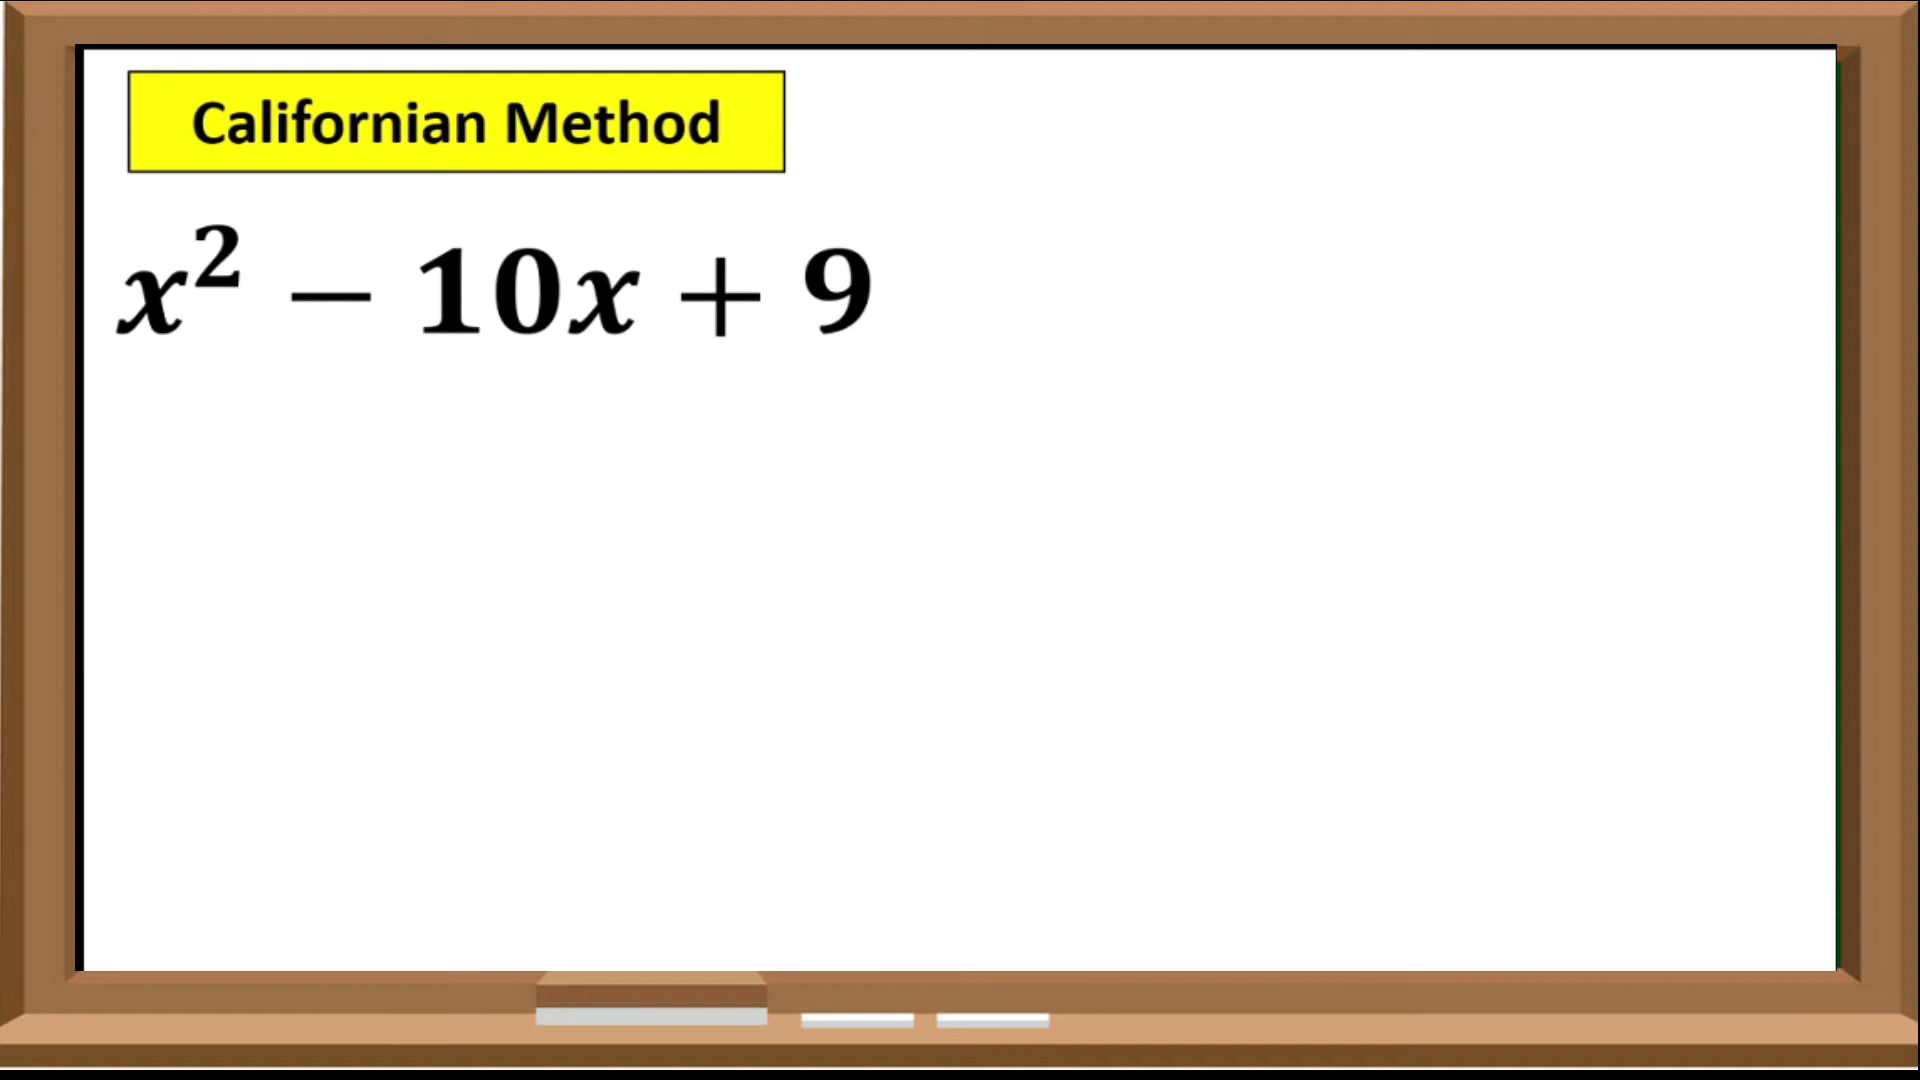 Californian Method
x² − 10x + 9